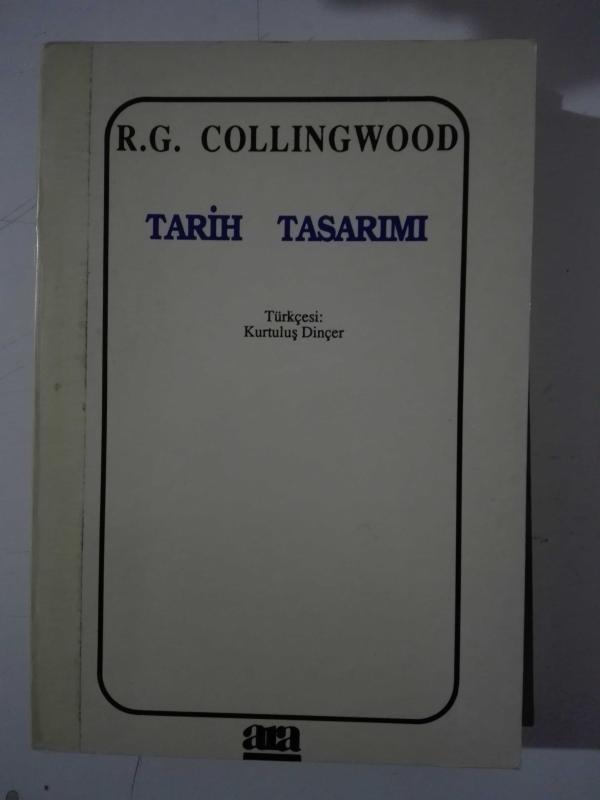 R.G. COLLINGWOOD
TARİH TASARIMI
Türkçesi:
Kurtuluş Dinçer
ara